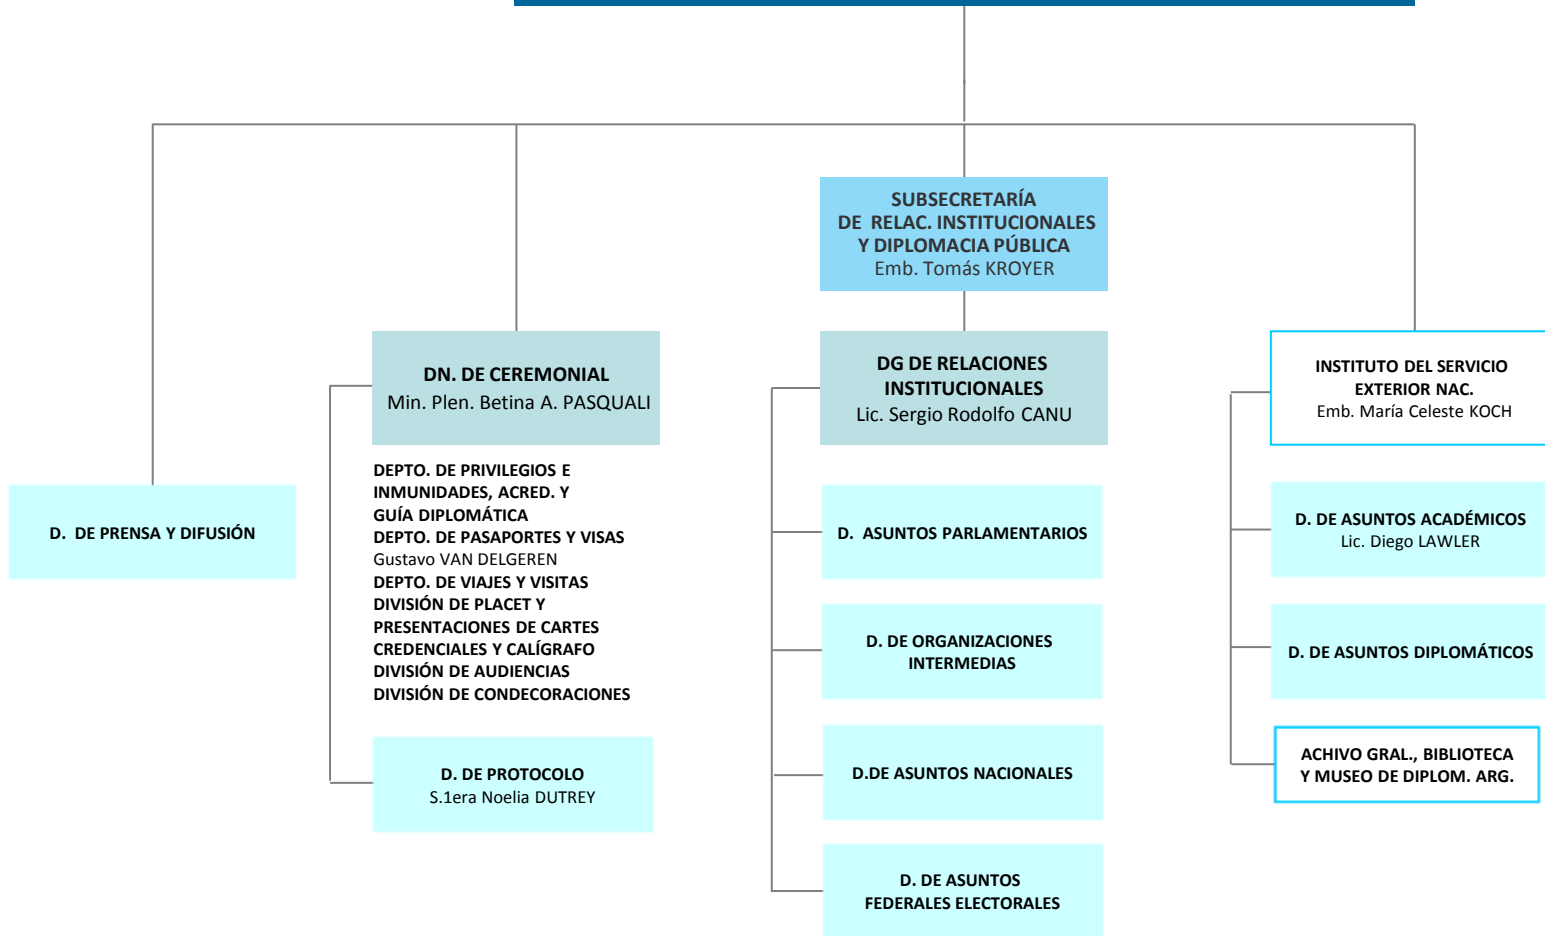 SUBSECRETARÍA
DE RELAC. INSTITUCIONALES
Y DIPLOMACIA PÚBLICA
Emb. Tomás KROYER
DN. DE CEREMONIAL
Min. Plen. Betina A. PASQUALI
DG DE RELACIONES
INSTITUCIONALES
Lic. Sergio Rodolfo CANU
INSTITUTO DEL SERVICIO
EXTERIOR NAC.
Emb. María Celeste KOCH
D. DE PRENSA Y DIFUSIÓN
DEPTO. DE PRIVILEGIOS E
INMUNIDADES, ACRED. Y
GUÍA DIPLOMÁTICA
DEPTO. DE PASAPORTES Y VISAS
Gustavo VAN DELGEREN
DEPTO. DE VIAJES Y VISITAS
DIVISIÓN DE PLACET Y
PRESENTACIONES DE CARTES
CREDENCIALES Y CALÍGRAFO
DIVISIÓN DE AUDIENCIAS
DIVISIÓN DE CONDECORACIONES
D. DE PROTOCOLO
S.1era Noelia DUTREY
D. ASUNTOS PARLAMENTARIOS
D. DE ORGANIZACIONES
INTERMEDIAS
D.DE ASUNTOS NACIONALES
D. DE ASUNTOS
FEDERALES ELECTORALES
D. DE ASUNTOS ACADÉMICOS
Lic. Diego LAWLER
D. DE ASUNTOS DIPLOMÁTICOS
ACHIVO GRAL., BIBLIOTECA
Y MUSEO DE DIPLOM. ARG.